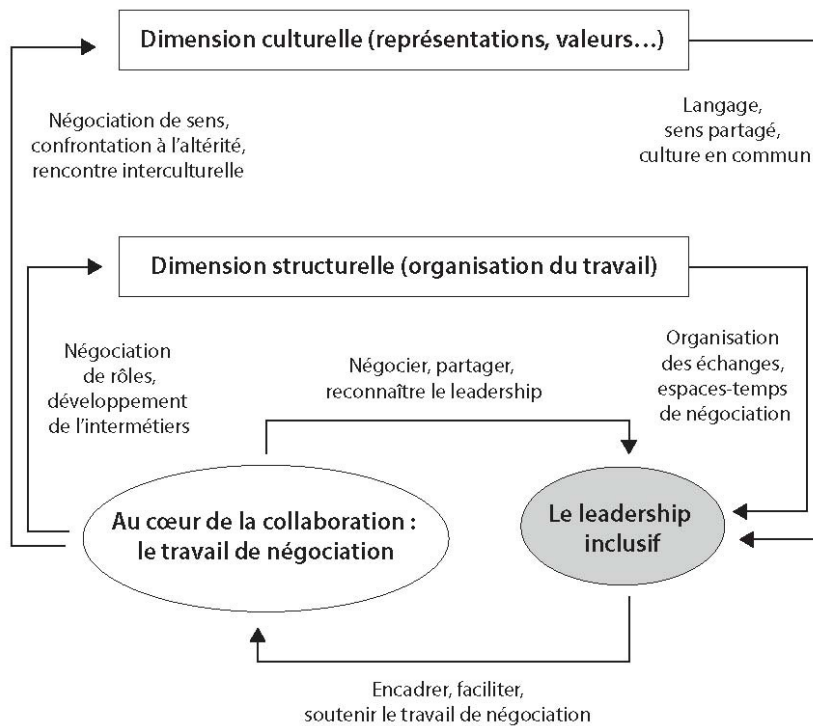 Dimension culturelle (représentations, valeurs…)
Négociation de sens,
confrontation à l’altérité,
rencontre interculturelle
Langage,
sens partagé,
culture en commun
Dimension structurelle (organisation du travail)
Négociation
de rôles,
développement
de l’intermétiers
Négocier, partager,
reconnaître le leadership
Organisation
des échanges,
espaces-temps
de négociation
Au cœur de la collaboration :
le travail de négociation
Le leadership
inclusif
Encadrer, faciliter,
soutenir le travail de négociation